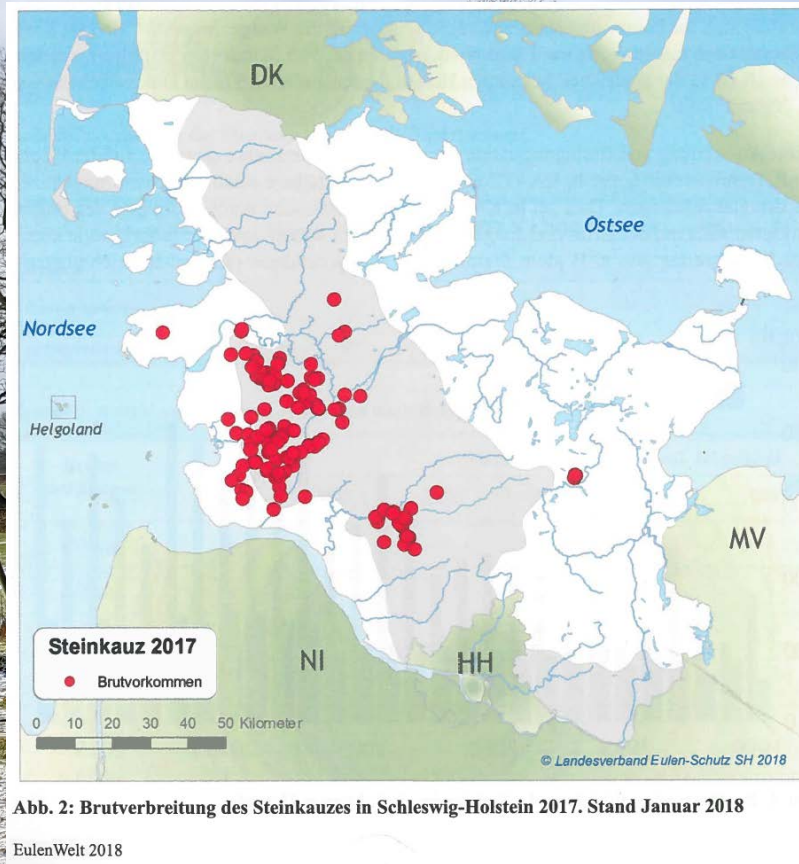 DK
Ostsee
Nordsee
Helgoland
MV
Steinkauz 2017
Brutvorkommen
NI
HH
0 10 20 30 40 50 Kilometer
© Landesverband Eulen-Schutz SH 2018
Abb. 2: Brutverbreitung des Steinkauzes in Schleswig-Holstein 2017. Stand Januar 2018
EulenWelt 2018